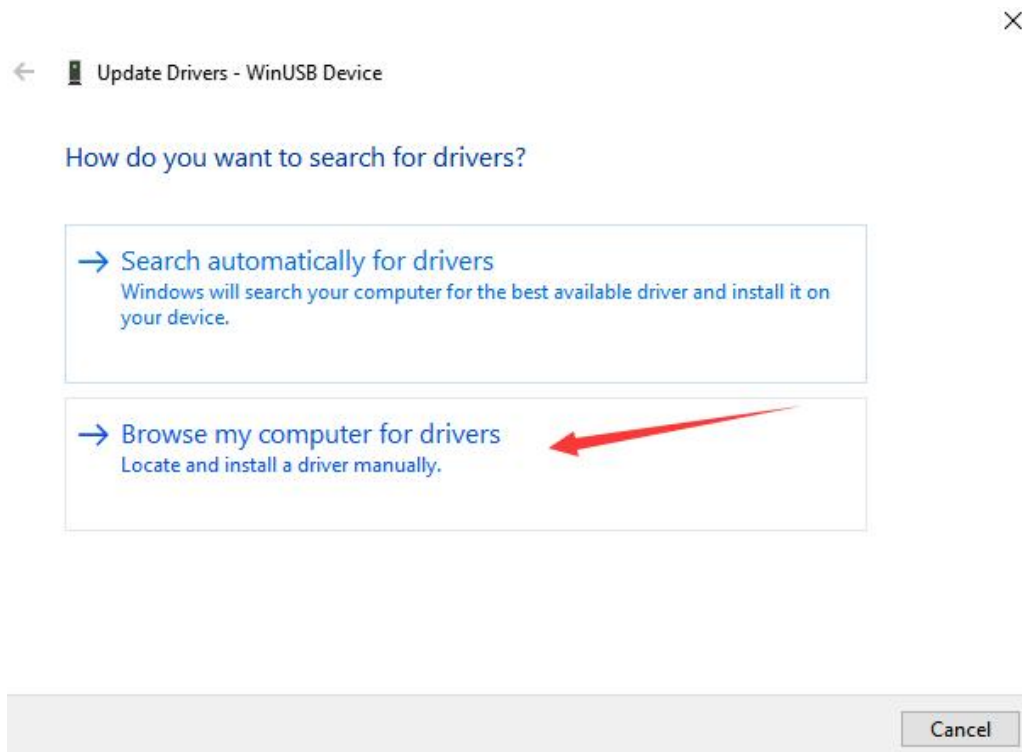 Update Drivers - WinUSB Device
How do you want to search for drivers?
Search automatically for drivers
Windows will search your computer for the best available driver and install it on
your device.
Browse my computer for drivers
Locate and install a driver manually.
Cancel